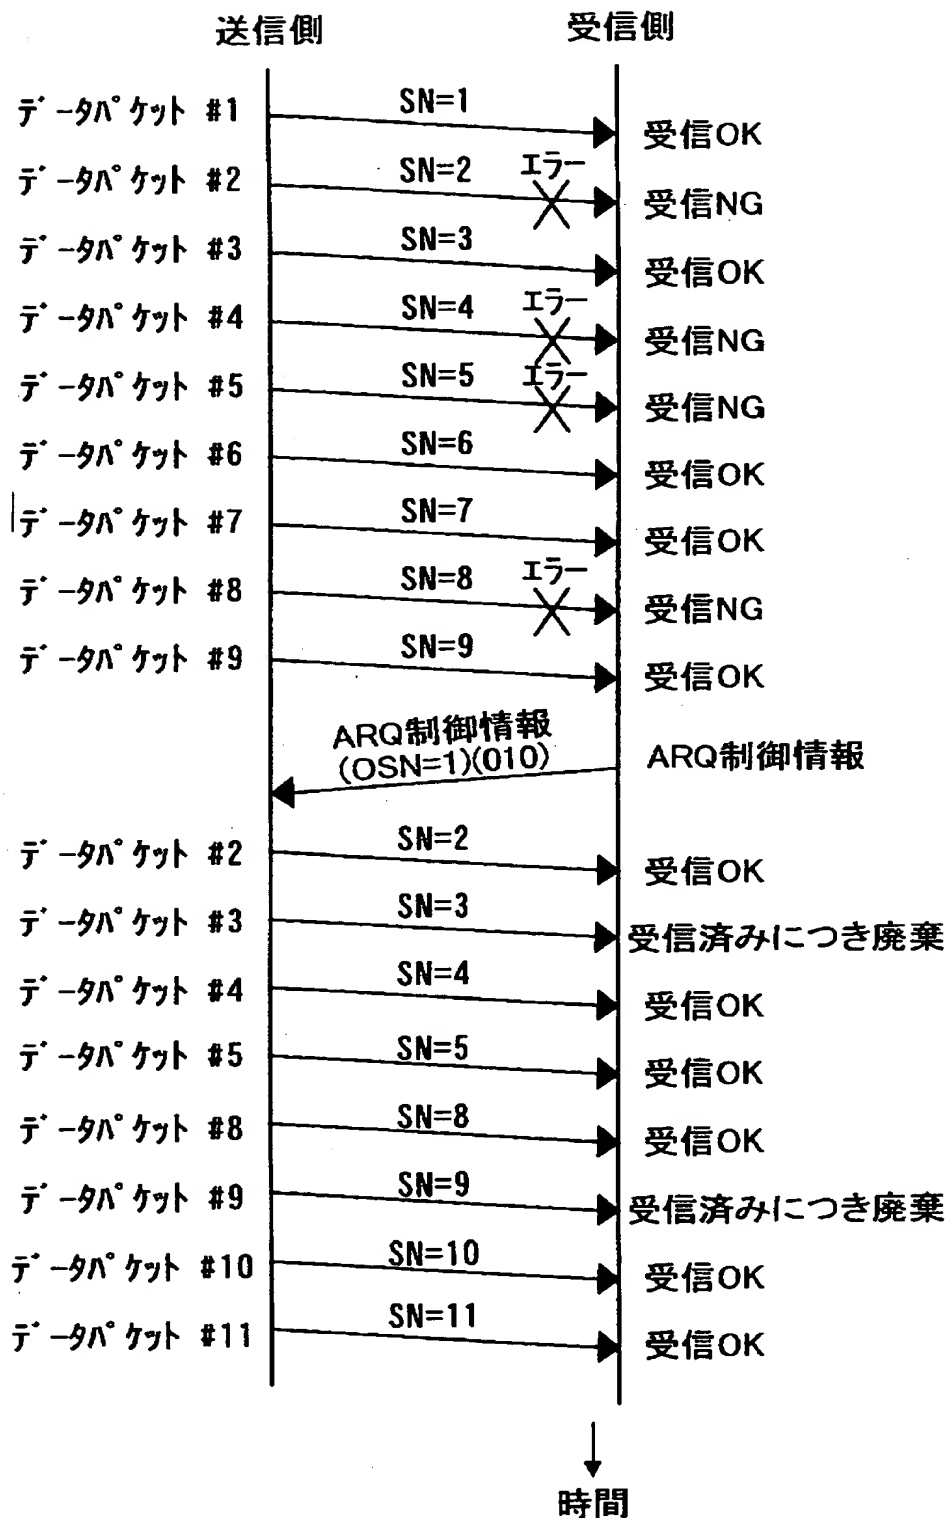 送信側 受信側
データパケット #1 SN=1 受信OK
データパケット #2 SN=2 エラー 受信NG
データパケット #3 SN=3 受信OK
データパケット #4 SN=4 エラー 受信NG
データパケット #5 SN=5 エラー 受信NG
データパケット #6 SN=6 受信OK
データパケット #7 SN=7 受信OK
データパケット #8 SN=8 エラー 受信NG
データパケット #9 SN=9 受信OK
ARQ制御情報
(OSN=1)(010) ARQ制御情報
データパケット #2 SN=2 受信OK
データパケット #3 SN=3 受信済みにつき廃棄
データパケット #4 SN=4 受信OK
データパケット #5 SN=5 受信OK
データパケット #8 SN=8 受信OK
データパケット #9 SN=9 受信済みにつき廃棄
データパケット #10 SN=10 受信OK
データパケット #11 SN=11 受信OK
時間